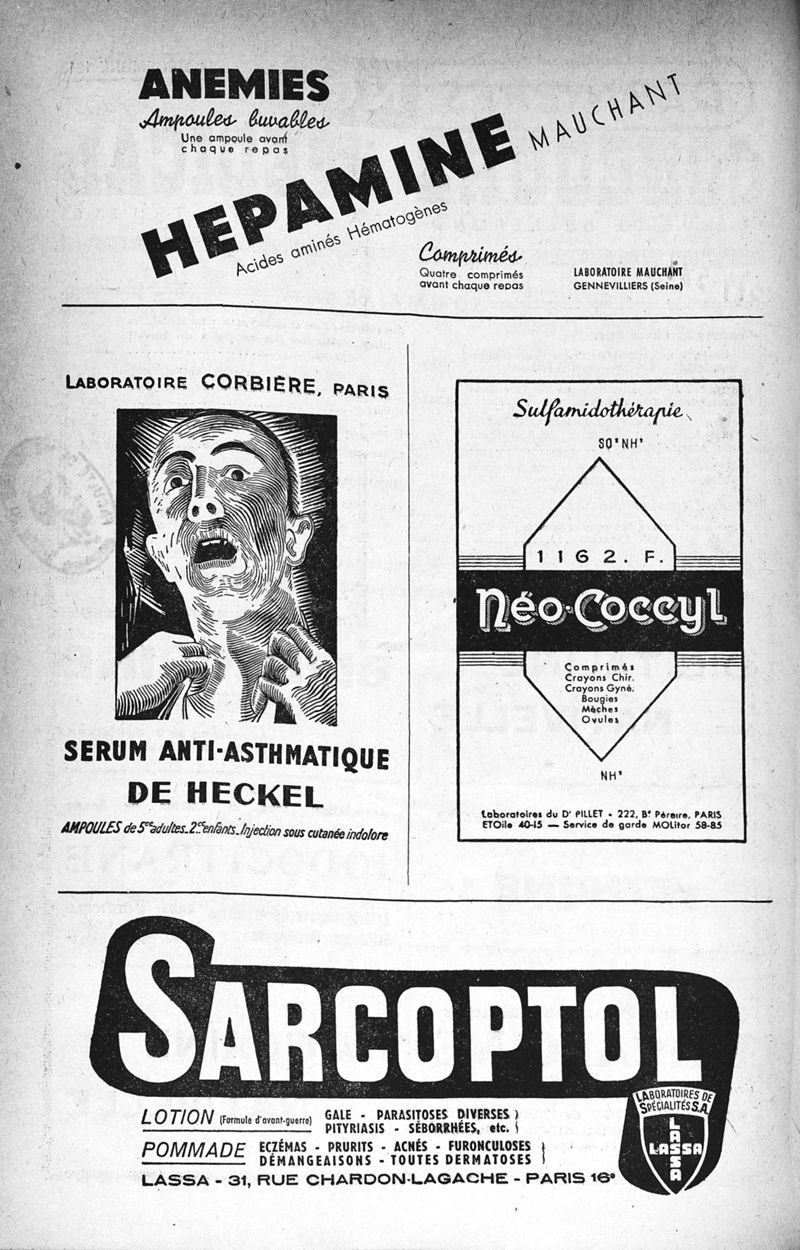 ANEMIES
Ampoules buvables
Une ampoule avant
chaque repas
HEPAMINE MAUCHANT
Acides aminés Hématogènes
Comprimés
Quatre comprimés
avant chaque repas
LABORATOIRE MAUCHANT
GENNEVILLIERS (Seine)
LABORATOIRE CORBIÈRE, PARIS
SERUM ANTI-ASTHMATIQUE
DE HECKEL
AMPOULES de 5cc adultes_2cc enfants_Injection sous cutanée indolore
Sulfamidothérapie
SO²NH²
1162. F.
Néo-Coccyl
Comprimés
Crayons Chir.
Crayons Gyné.
Bougies
Mèches
Ovules
NH²
Laboratoires du Dr PILLET - 222, Bd Péreire, PARIS
ETOile 40-15 — Service de garde MOLitor 58-85
SARCOPTOL
LOTION (Formule d'avant-guerre) GALE - PARASITOSES DIVERSES
PITYRIASIS - SÉBORRHÉES, etc.
POMMADE ECZÉMAS - PRURITS - ACNÉS - FURONCULOSES
DÉMANGEAISONS - TOUTES DERMATOSES
LASSA - 31, RUE CHARDON-LAGACHE - PARIS 16e
LABORATOIRES DE
SPÉCIALITÉS S.A.
LASSA
LASSA